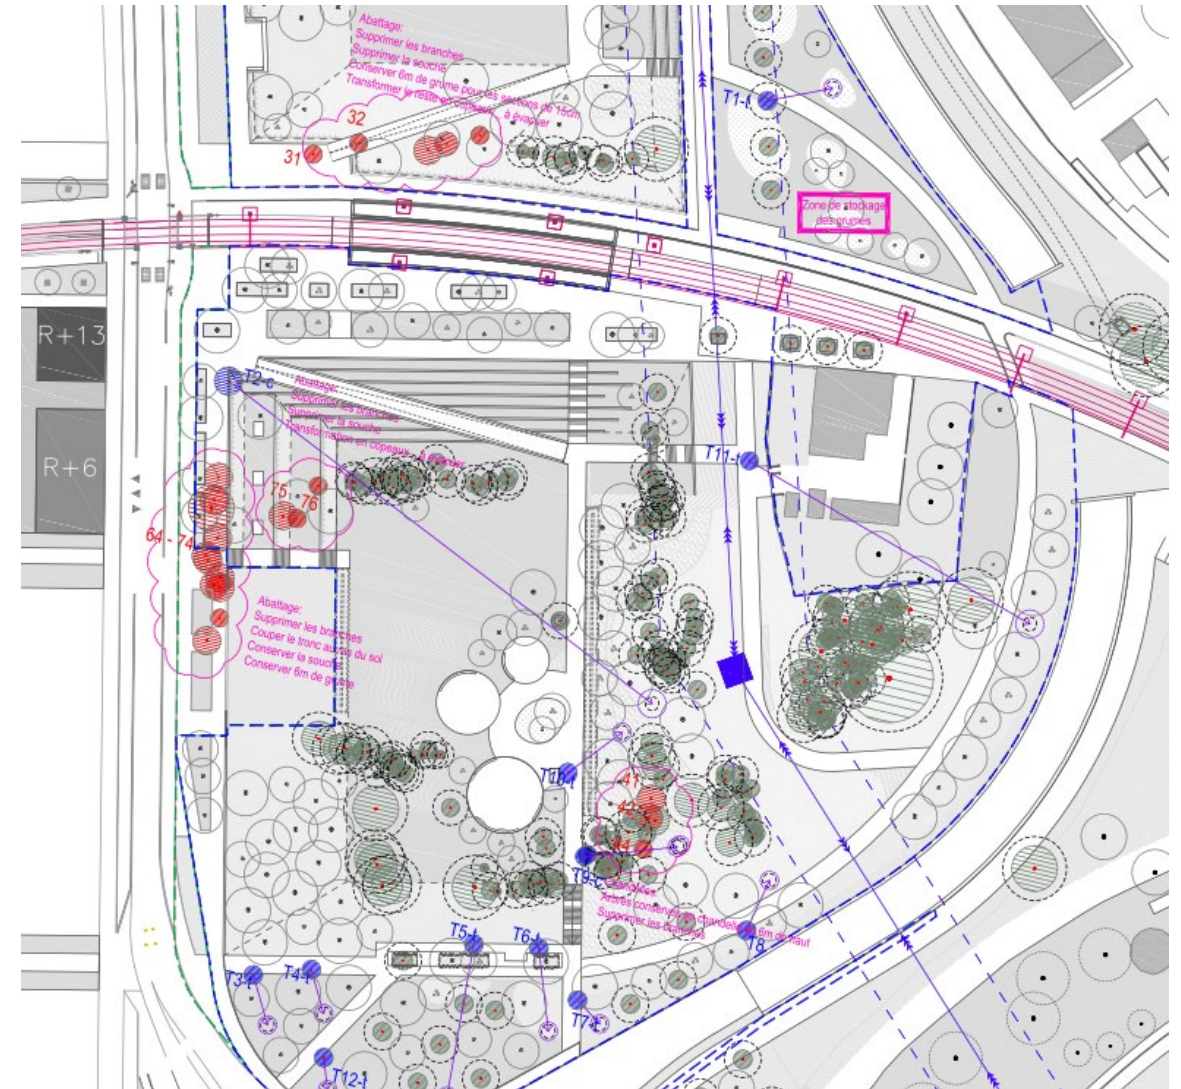 Abattage:
Supprimer les branches
Supprimer la souche
Conserver 6m de grume pour les sections de 15cm
Transformer le reste en copeaux à évacuer
32
31
T1-t
Zone de stockage
des grumes
R+13
R+6
T2-c
Abattage:
Supprimer les branches
Supprimer la souche
Transformation en copeaux à évacuer
T11-t
75
76
64 - 74
Abattage:
Supprimer les branches
Couper le tronc au ras du sol
Conserver la souche
Conserver 6m de grume
T10-t
41
42
44
T9-c
Chandelles:
Arbres conservés en chandelle de 6m de haut
Supprimer les branches
T8
T5-t
T6-t
T3-t
T4-t
T7-t
T12-t